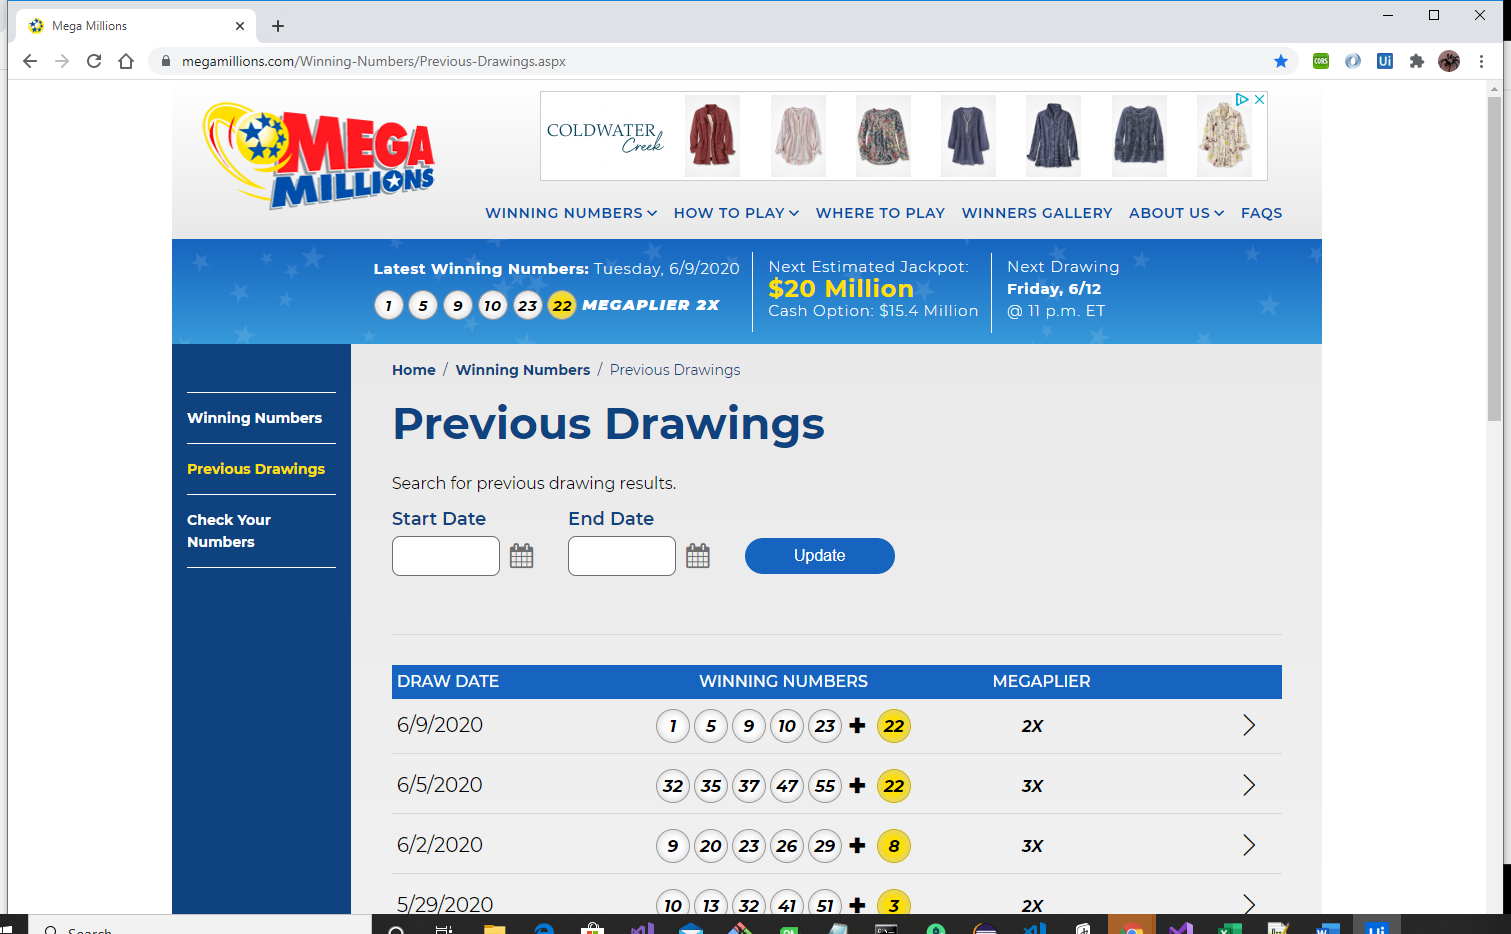 Mega Millions
megamillions.com/Winning-Numbers/Previous-Drawings.aspx
CORS
Ui
MEGA
MILLIONS
COLDWATER
Creek
WINNING NUMBERS HOW TO PLAY WHERE TO PLAY WINNERS GALLERY ABOUT US FAQS
Latest Winning Numbers: Tuesday, 6/9/2020
1 5 9 10 23 22 MEGAPLIER 2X
Next Estimated Jackpot:
$20 Million
Cash Option: $15.4 Million
Next Drawing
Friday, 6/12
@ 11 p.m. ET
Winning Numbers
Previous Drawings
Check Your
Numbers
Home / Winning Numbers / Previous Drawings
Previous Drawings
Search for previous drawing results.
Start Date End Date
Update
DRAW DATE WINNING NUMBERS MEGAPLIER
6/9/2020 1 5 9 10 23 + 22 2X
6/5/2020 32 35 37 47 55 + 22 3X
6/2/2020 9 20 23 26 29 + 8 3X
5/29/2020 10 13 32 41 51 + 3 2X
Search